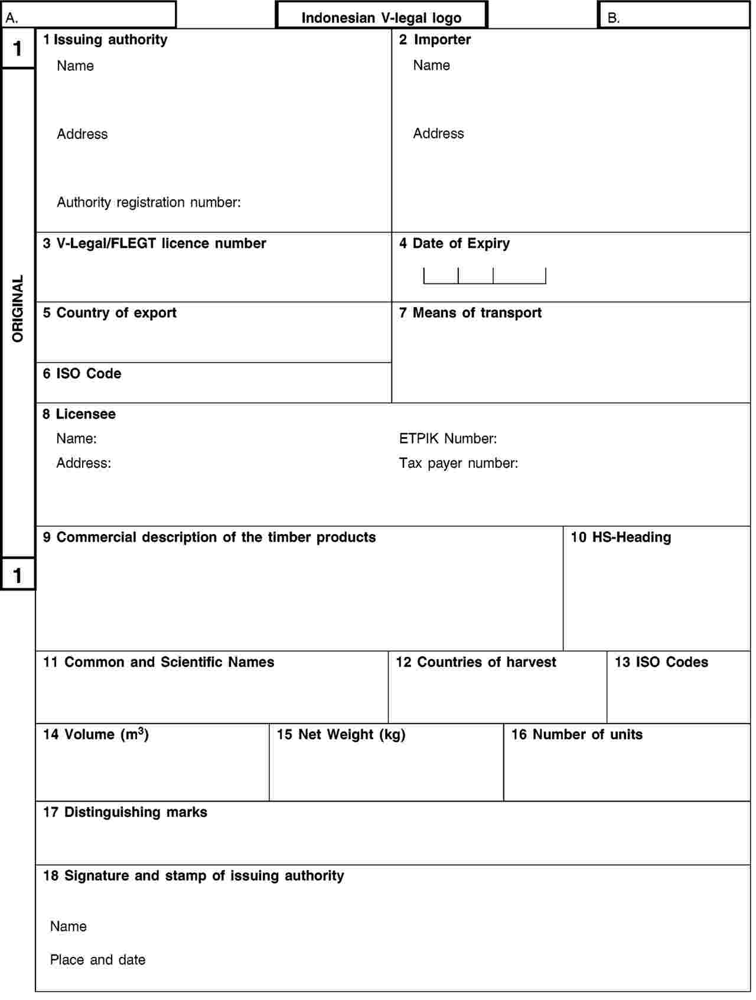 A.
Indonesian V-legal logo
B.
1
1 Issuing authority
Name
Address
Authority registration number:
2 Importer
Name
Address
ORIGINAL
3 V-Legal/FLEGT licence number
4 Date of Expiry
5 Country of export
6 ISO Code
7 Means of transport
8 Licensee
Name:
ETPIK Number:
Address:
Tax payer number:
9 Commercial description of the timber products
10 HS-Heading
1
11 Common and Scientific Names
12 Countries of harvest
13 ISO Codes
14 Volume (m³)
15 Net Weight (kg)
16 Number of units
17 Distinguishing marks
18 Signature and stamp of issuing authority
Name
Place and date